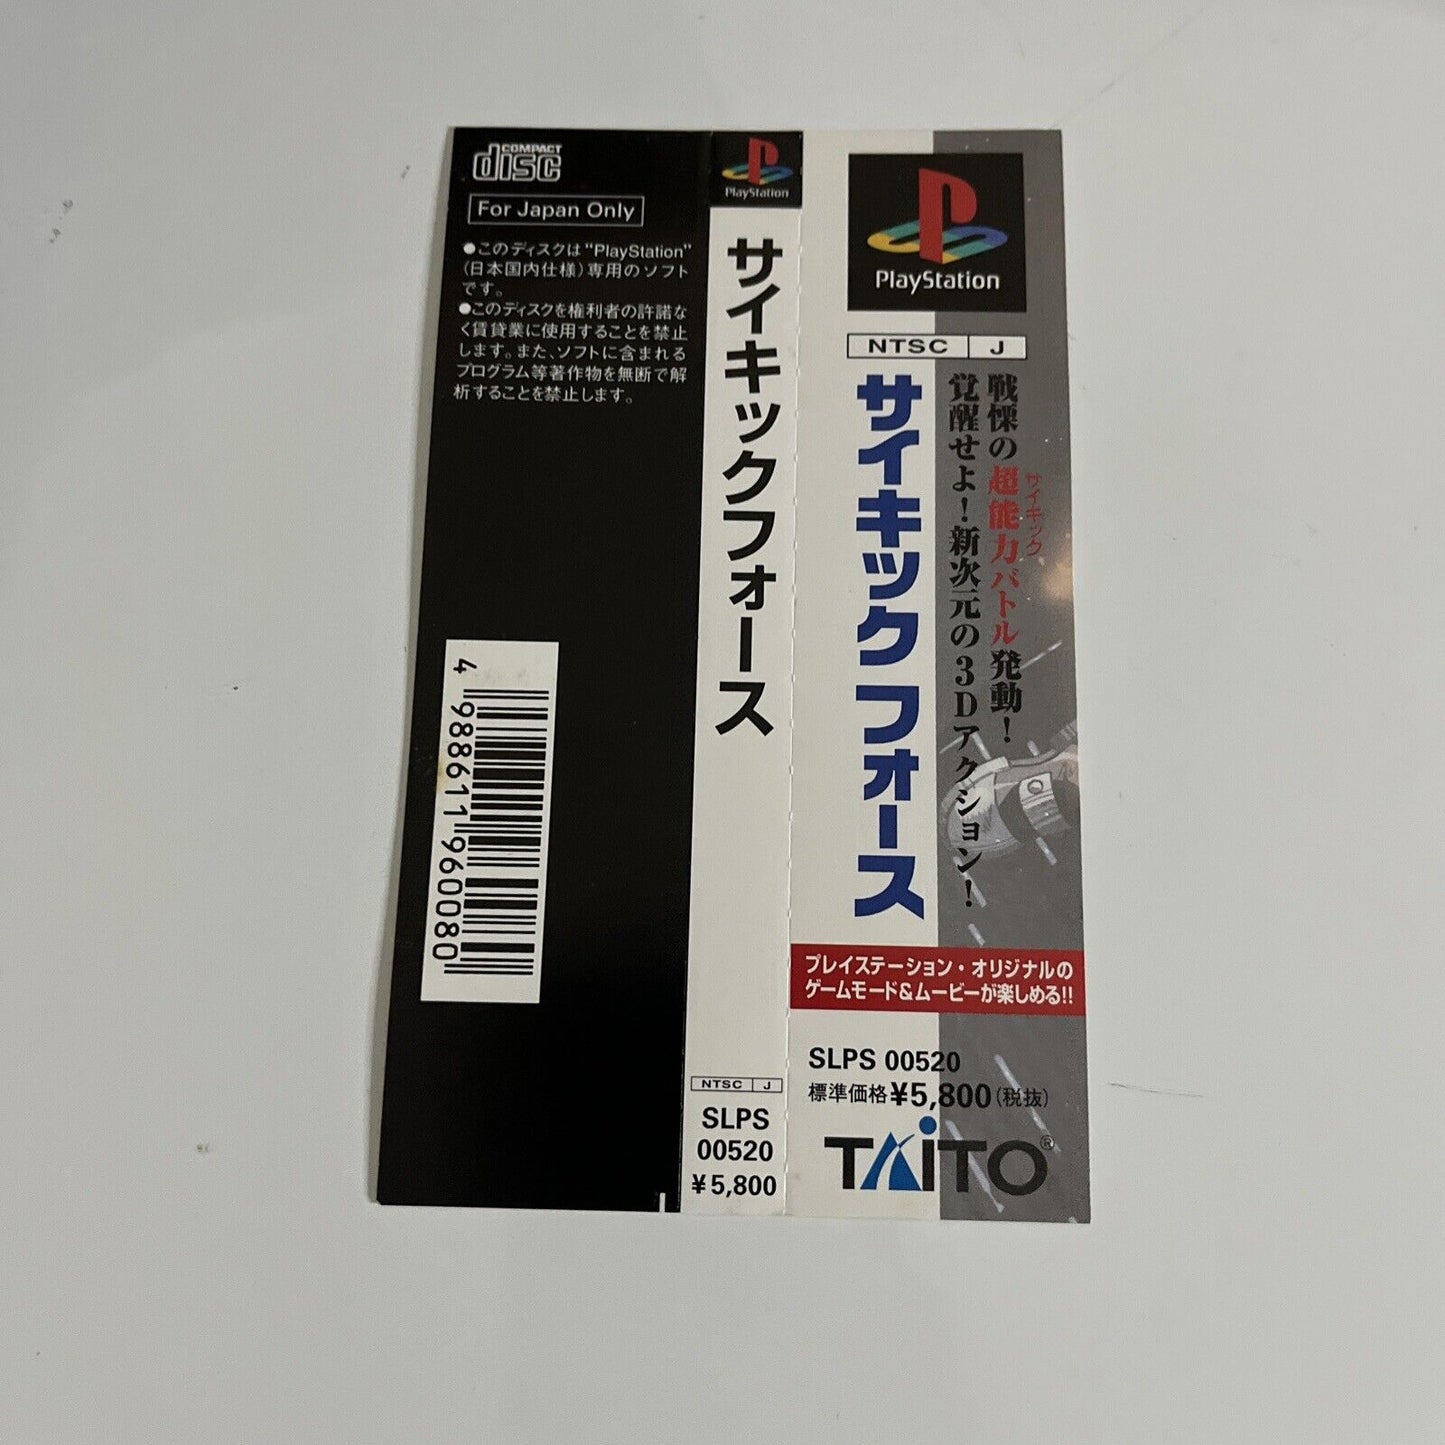 COMPACT
disc
For Japan Only
●このディスクは“PlayStation”
(日本国内仕様)専用のソフト
です。
●このディスクを権利者の許諾な
く賃貸業に使用することを禁止
します。また、ソフトに含まれる
プログラム等著作物を無断で解
析することを禁止します。
4 988611 960080
PlayStation
サイキックフォース
NTSC J
SLPS
00520
¥5,800
PlayStation
NTSC J
サイキック
戦慄の超能力バトル発動!
覚醒せよ!新次元の3Dアクション!
サイキックフォース
プレイステーション・オリジナルの
ゲームモード&ムービーが楽しめる!!
SLPS 00520
標準価格¥5,800(税抜)
TAITO®